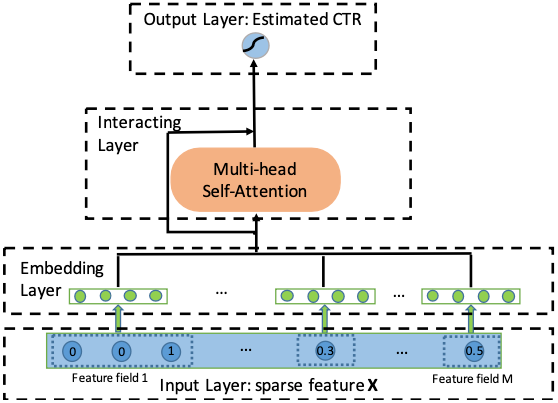 Output Layer: Estimated CTR
Interacting
Layer
Multi-head
Self-Attention
Embedding
Layer
... ...
0 0 1 ... 0.3 ... 0.5
Feature field 1 Feature field M
Input Layer: sparse feature X